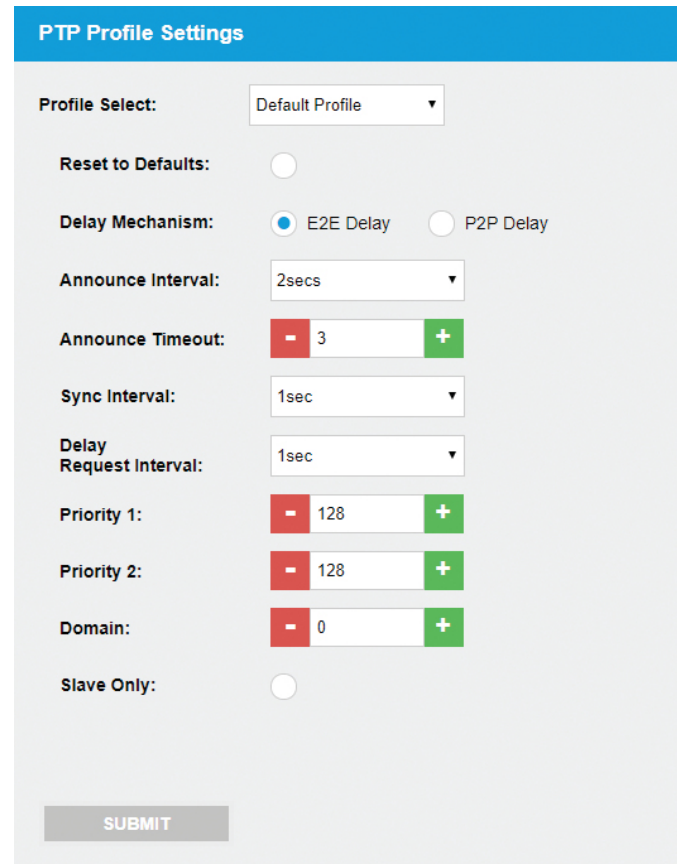 PTP Profile Settings
Profile Select: Default Profile
Reset to Defaults:
Delay Mechanism: E2E Delay P2P Delay
Announce Interval: 2secs
Announce Timeout: - 3 +
Sync Interval: 1sec
Delay
Request Interval: 1sec
Priority 1: - 128 +
Priority 2: - 128 +
Domain: - 0 +
Slave Only:
SUBMIT